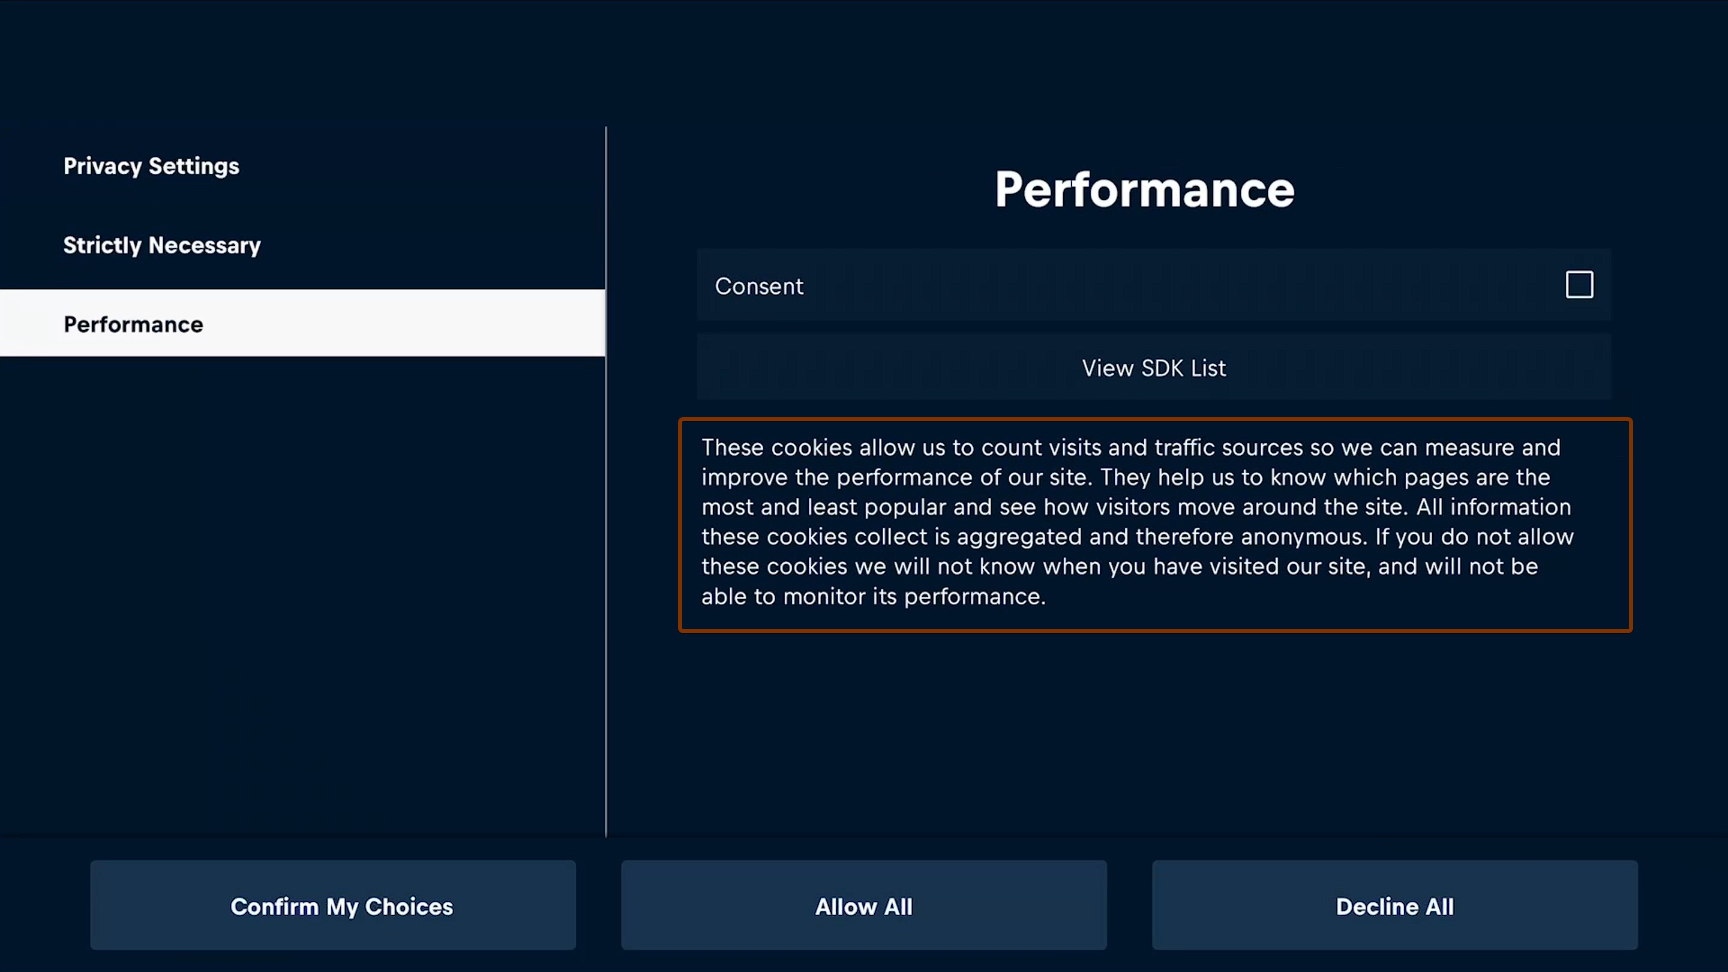 Privacy Settings
Strictly Necessary
Performance
Performance
Consent
View SDK List
These cookies allow us to count visits and traffic sources so we can measure and
improve the performance of our site. They help us to know which pages are the
most and least popular and see how visitors move around the site. All information
these cookies collect is aggregated and therefore anonymous. If you do not allow
these cookies we will not know when you have visited our site, and will not be
able to monitor its performance.
Confirm My Choices
Allow All
Decline All